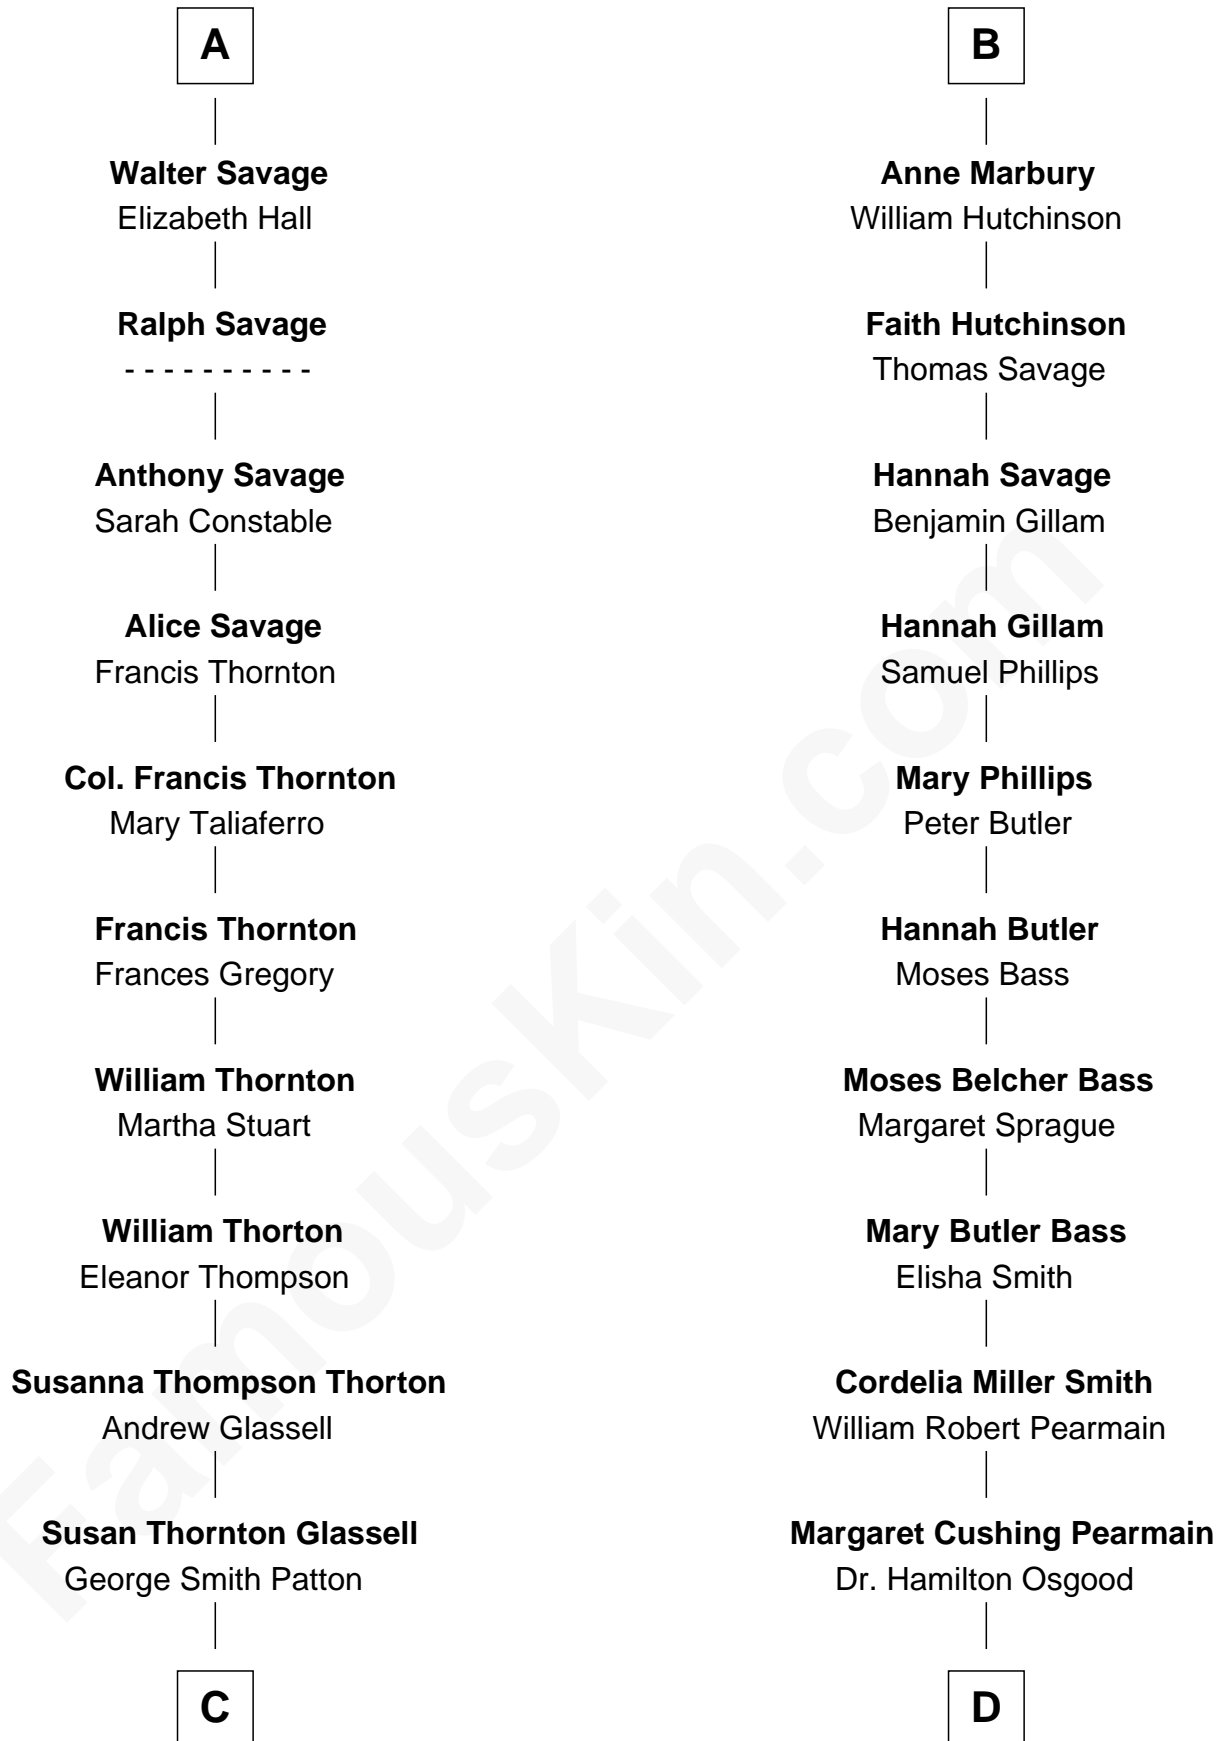 A
Walter Savage
Elizabeth Hall
Ralph Savage
- - - - - - - - - -
Anthony Savage
Sarah Constable
Alice Savage
Francis Thornton
Col. Francis Thornton
Mary Taliaferro
Francis Thornton
Frances Gregory
William Thornton
Martha Stuart
William Thorton
Eleanor Thompson
Susanna Thompson Thorton
Andrew Glassell
Susan Thornton Glassell
George Smith Patton
C
B
Anne Marbury
William Hutchinson
Faith Hutchinson
Thomas Savage
Hannah Savage
Benjamin Gillam
Hannah Gillam
Samuel Phillips
Mary Phillips
Peter Butler
Hannah Butler
Moses Bass
Moses Belcher Bass
Margaret Sprague
Mary Butler Bass
Elisha Smith
Cordelia Miller Smith
William Robert Pearmain
Margaret Cushing Pearmain
Dr. Hamilton Osgood
D
FamousKin.com